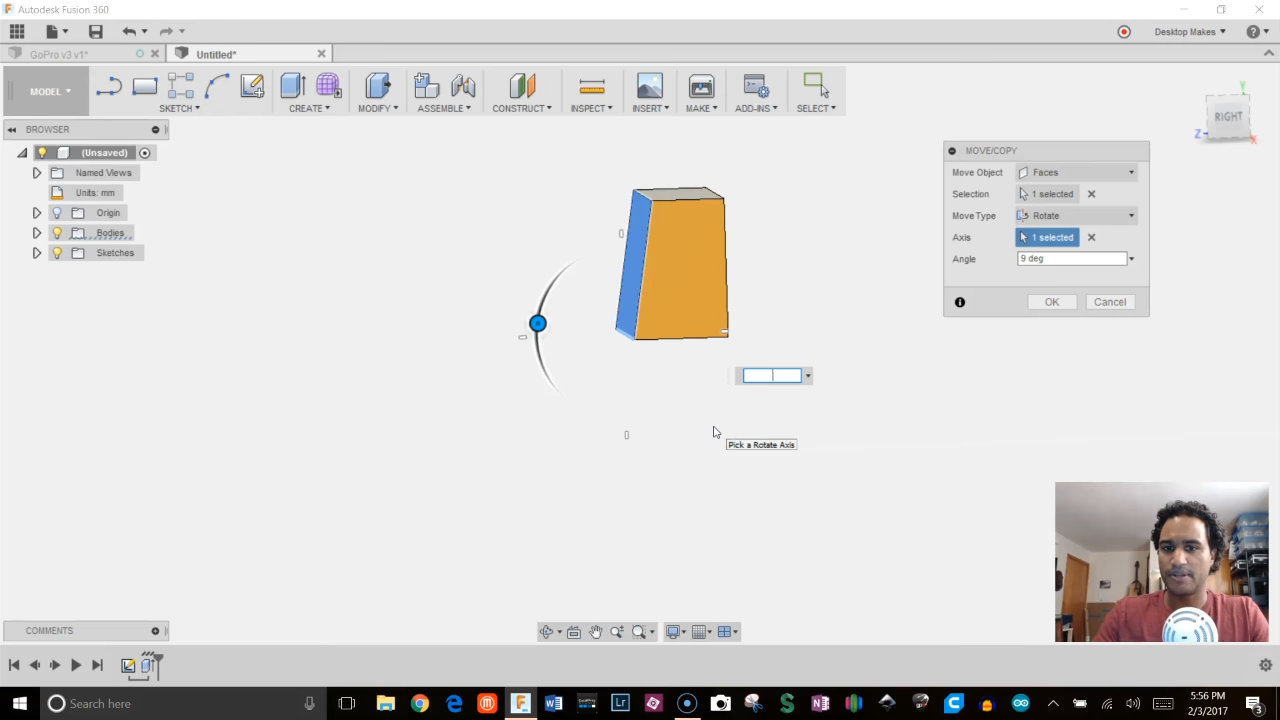 Autodesk Fusion 360
Desktop Makes
GoPro v3 v1*
Untitled*
MODEL
SKETCH
CREATE
MODIFY
ASSEMBLE
CONSTRUCT
INSPECT
INSERT
MAKE
ADD-INS
SELECT
BROWSER
(Unsaved)
Named Views
Units: mm
Origin
Bodies
Sketches
Y
RIGHT
Z
X
MOVE/COPY
Move Object Faces
Selection 1 selected
Move Type Rotate
Axis 1 selected
Angle 9 deg
OK Cancel
Pick a Rotate Axis
COMMENTS
Search here
5:56 PM
2/3/2017
3